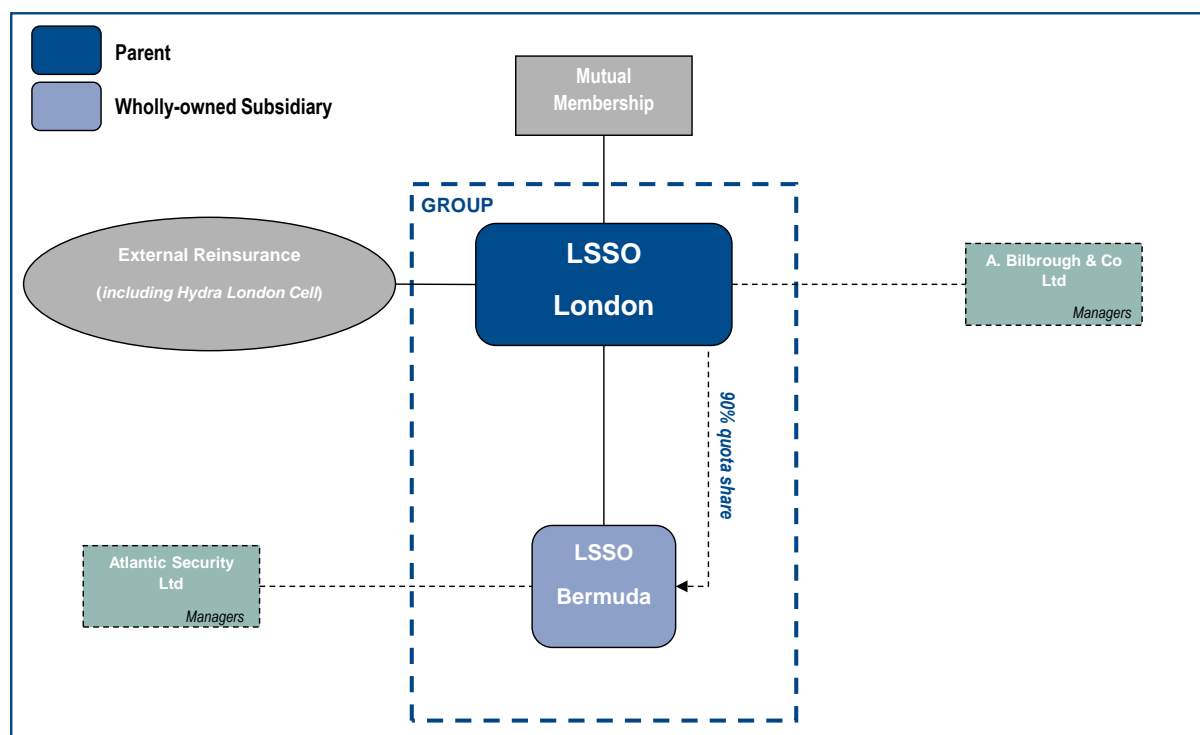 Parent
Wholly-owned Subsidiary
Mutual
Membership
GROUP
External Reinsurance
(including Hydra London Cell)
LSSO
London
A. Bilbrough & Co
Ltd
Managers
90% quota share
Atlantic Security
Ltd
Managers
LSSO
Bermuda